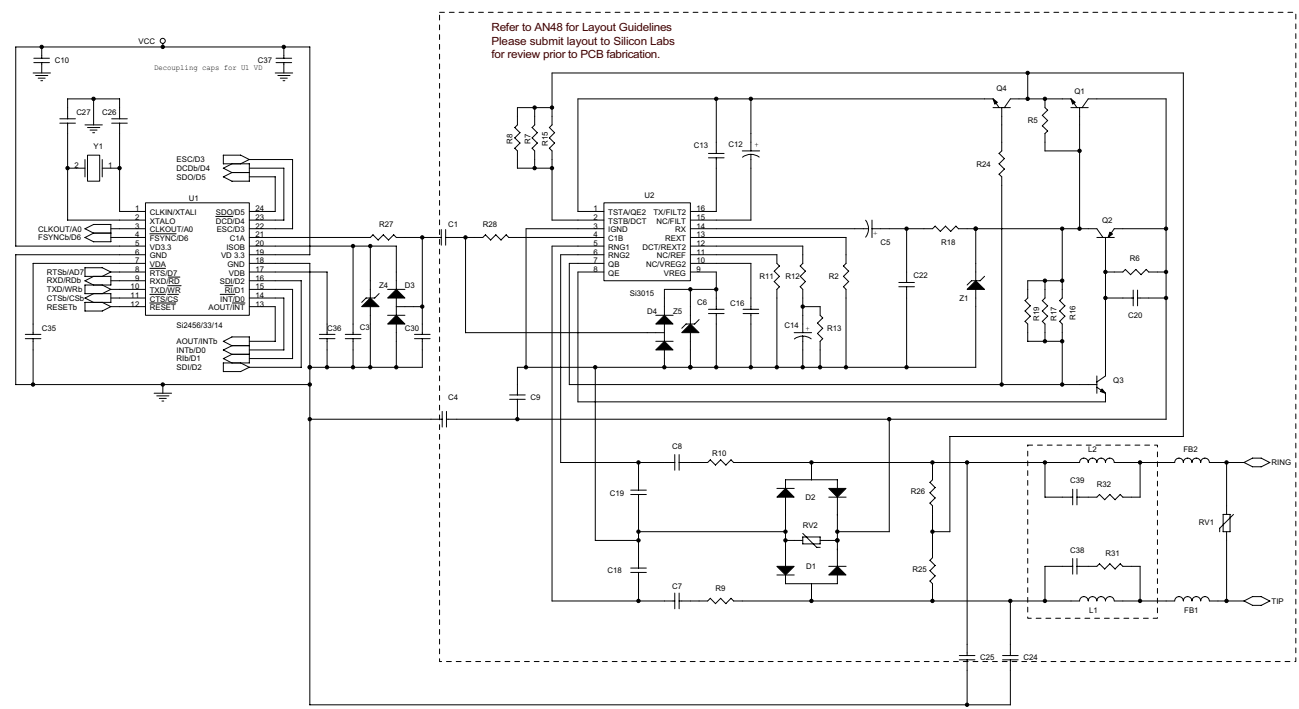 Refer to AN48 for Layout Guidelines
Please submit layout to Silicon Labs
for review prior to PCB fabrication.
VCC
C10
C37
Decoupling caps for U1 VD
C27
C26
Y1
2
1
ESC/D3
DCDb/D4
SDO/D5
U1
1 CLKIN/XTALI
2 XTALO
3 CLKOUT/A0
4 FSYNC/D6
5 VD3.3
6 GND
7 VDA
8 RTS/D7
9 RXD/RD
10 TXD/WR
11 CTS/CS
12 RESET
SDO/D5 24
DCD/D4 23
ESC/D3 22
C1A 21
ISOB 20
VD 3.3 19
GND 18
VDB 17
SDI/D2 16
RI/D1 15
INT/D0 14
AOUT/INT 13
Si2456/33/14
CLKOUT/A0
FSYNCb/D6
RTSb/AD7
RXD/RDb
TXD/WRb
CTSb/CSb
RESETb
AOUT/INTb
INTb/D0
RIb/D1
SDI/D2
C35
C36
C3
Z4
D3
C30
R27
C1
R28
C4
C9
R8
R7
R15
U2
1 TSTA/QE2
2 TSTB/DCT
3 IGND
4 C1B
5 RNG1
6 RNG2
7 QB
8 QE
TX/FILT2 16
NC/FILT 15
RX 14
REXT 13
DCT/REXT2 12
NC/REF 11
NC/VREG2 10
VREG 9
Si3015
C13
C12
+
D4
Z5
C6
C16
R11
R12
R2
C14
+
R13
C5
+
C22
R18
Z1
R24
Q4
R5
Q1
Q2
R6
C20
R19
R17
R16
Q3
C8
R10
C19
C18
C7
R9
D2
RV2
D1
R26
R25
L2
C39
R32
C38
R31
L1
FB2
RING
RV1
FB1
TIP
C25
C24